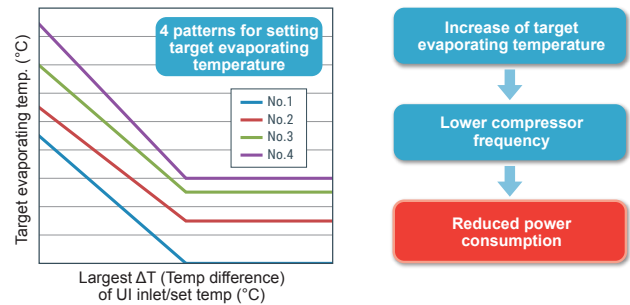 4 patterns for setting
target evaporating
temperature
Target evaporating temp. (°C)
No.1
No.2
No.3
No.4
Largest ΔT (Temp difference)
of UI inlet/set temp (°C)
Increase of target
evaporating temperature
Lower compressor
frequency
Reduced power
consumption